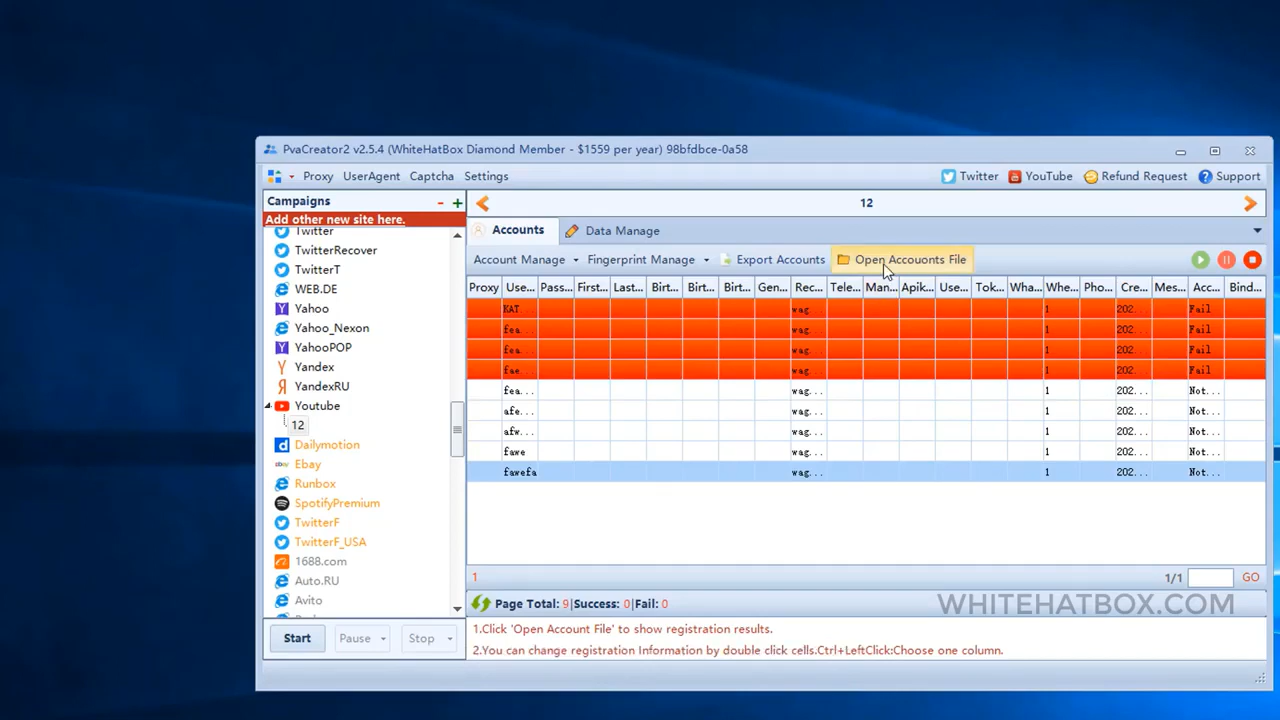 PvaCreator2 v2.5.4 (WhiteHatBox Diamond Member - $1559 per year) 98bfdbce-0a58
Proxy UserAgent Captcha Settings Twitter YouTube Refund Request Support
Campaigns - +
Add other new site here.
Twitter
TwitterRecover
TwitterT
WEB.DE
Yahoo
Yahoo_Nexon
YahooPOP
Yandex
YandexRU
Youtube
12
Dailymotion
Ebay
Runbox
SpotifyPremium
TwitterF
TwitterF_USA
1688.com
Auto.RU
Avito
Start Pause Stop
12
Accounts Data Manage
Account Manage Fingerprint Manage Export Accounts Open Accouonts File
Proxy Use... Pass... First... Last... Birt... Birt... Birt... Gen... Rec... Tele... Man... Apik... Use... Tok... Wha... Whe... Pho... Cre... Mes... Acc... Bind...
KAT wag 1 202. Fail
fea wag 1 202. Fail
fea wag 1 202. Fail
fae... wag. 1 202. Fail
fea... wag... 1 202... Not...
afe... wag... 1 202... Not...
afw... wag... 1 202... Not...
fawe wag... 1 202... Not...
fawefa wag... 1 202... Not...
1 1/1 GO
Page Total: 9|Success: 0|Fail: 0
WHITEHATBOX.COM
1.Click 'Open Account File' to show registration results.
2.You can change registration Information by double click cells.Ctrl+LeftClick:Choose one column.